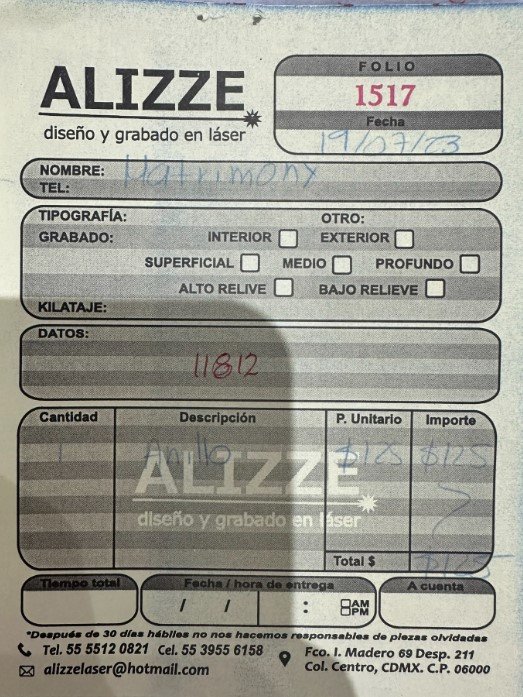 ALIZZE
diseño y grabado en láser
FOLIO
1517
Fecha
19/07/23
NOMBRE: Matrimony
TEL:
TIPOGRAFÍA: OTRO:
GRABADO: INTERIOR EXTERIOR
SUPERFICIAL MEDIO PROFUNDO
ALTO RELIVE BAJO RELIEVE
KILATAJE:
DATOS:
11812
Cantidad Descripción P. Unitario Importe
1 Anillo $125 $125
ALIZZE
diseño y grabado en láser
Total $ $125
Tiempo total Fecha / hora de entrega A cuenta
/ / : AM
PM
*Después de 30 días hábiles no nos hacemos responsables de piezas olvidadas
Tel. 55 5512 0821 Cel. 55 3955 6158
alizzelaser@hotmail.com
Fco. I. Madero 69 Desp. 211
Col. Centro, CDMX. C.P. 06000